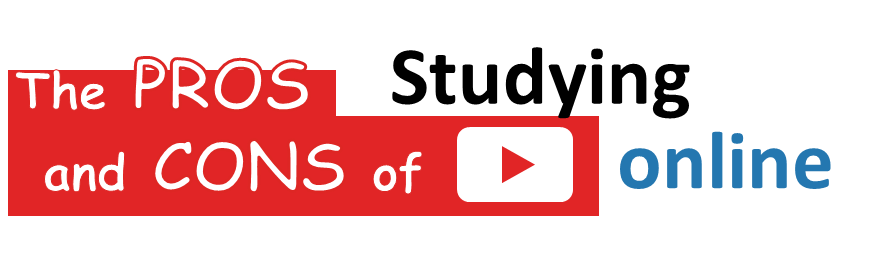 The PROS
and CONS of
Studying
online